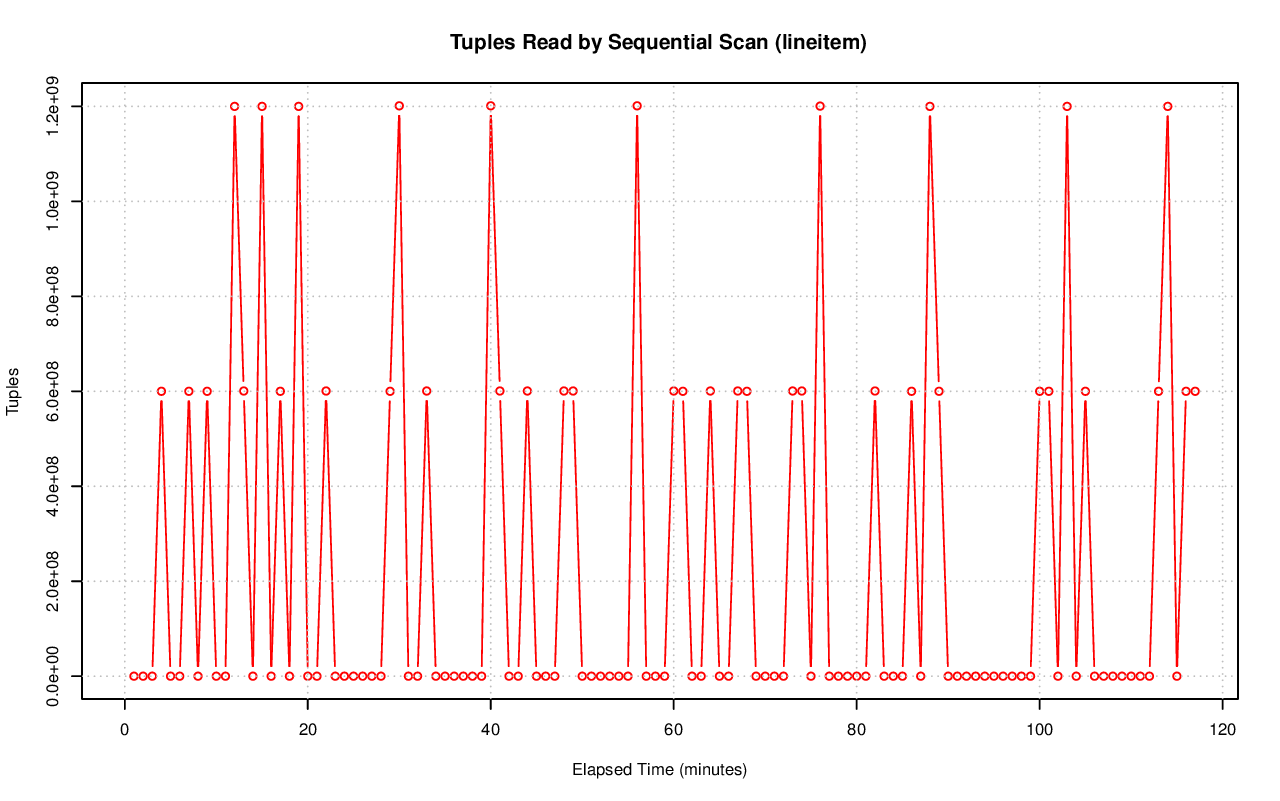 Tuples Read by Sequential Scan (lineitem)
Tuples
1.2e+09
1.0e+09
8.0e+08
6.0e+08
4.0e+08
2.0e+08
0.0e+00
0 20 40 60 80 100 120
Elapsed Time (minutes)